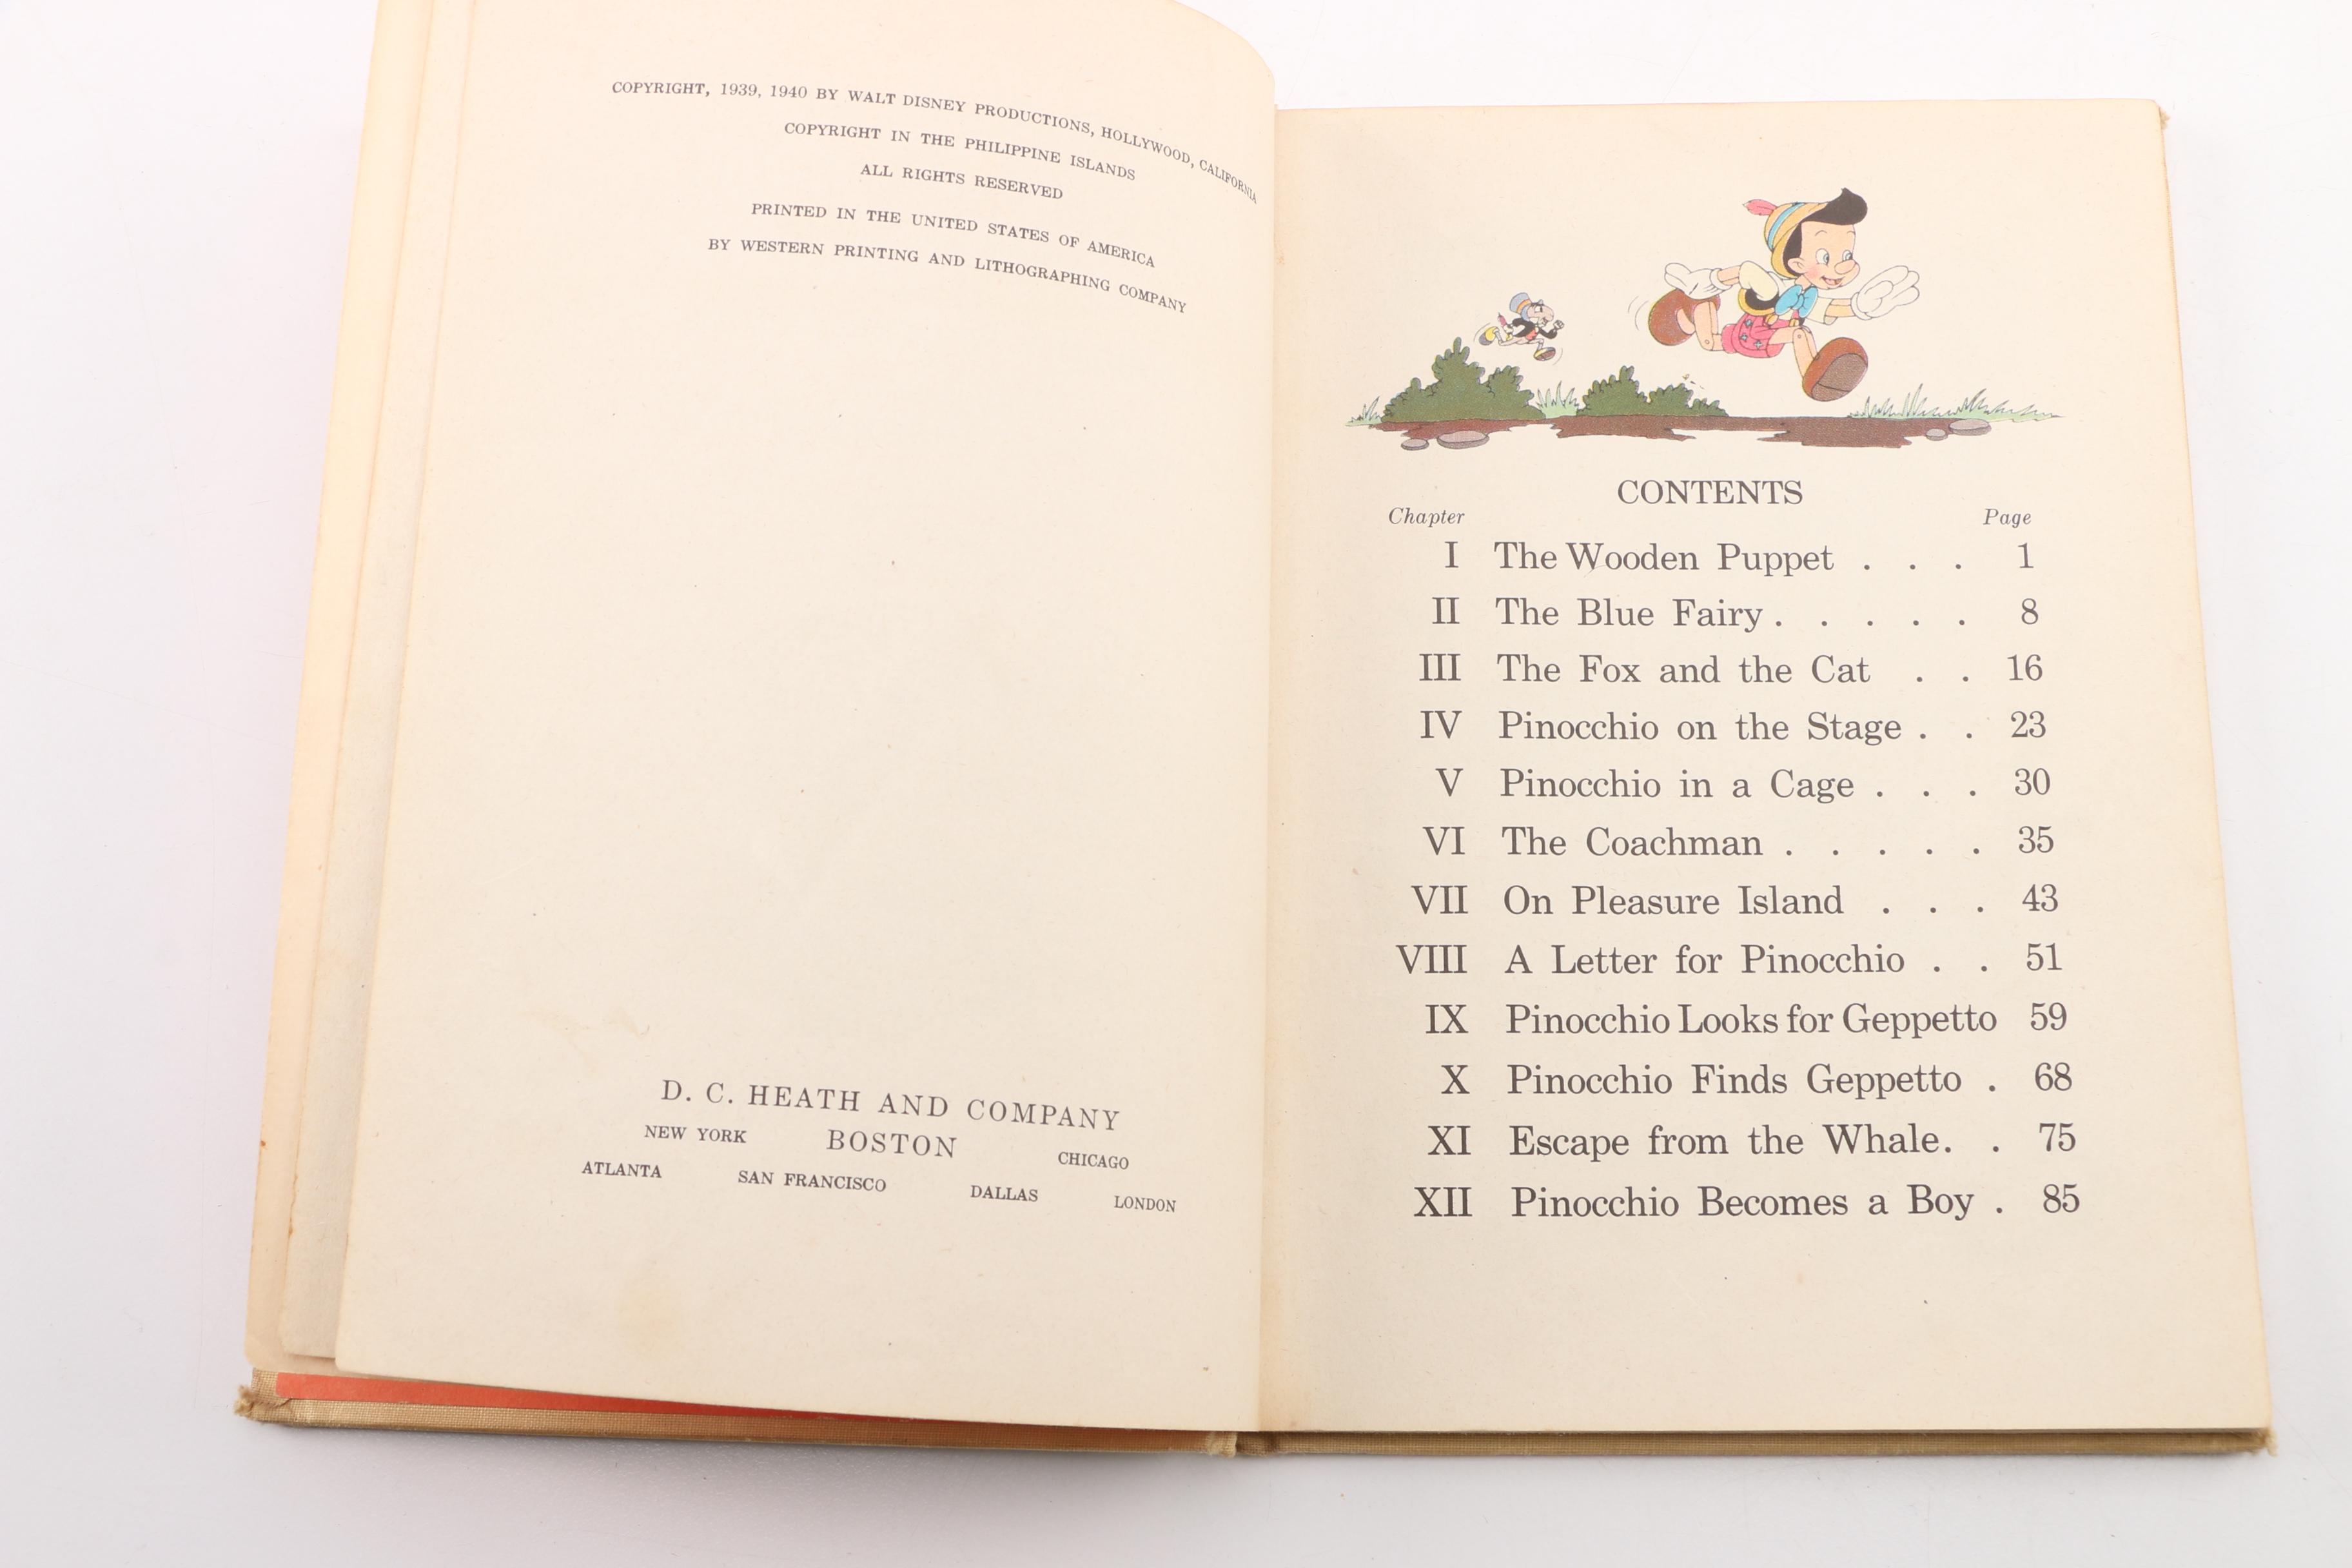 COPYRIGHT, 1939, 1940 BY WALT DISNEY PRODUCTIONS, HOLLYWOOD, CALIFORNIA
COPYRIGHT IN THE PHILIPPINE ISLANDS
ALL RIGHTS RESERVED
PRINTED IN THE UNITED STATES OF AMERICA
BY WESTERN PRINTING AND LITHOGRAPHING COMPANY
D. C. HEATH AND COMPANY
NEW YORK BOSTON CHICAGO
ATLANTA SAN FRANCISCO DALLAS LONDON
CONTENTS
Chapter Page
I The Wooden Puppet . . . 1
II The Blue Fairy . . . . . 8
III The Fox and the Cat . . 16
IV Pinocchio on the Stage . . 23
V Pinocchio in a Cage . . . 30
VI The Coachman . . . . . 35
VII On Pleasure Island . . . 43
VIII A Letter for Pinocchio . . 51
IX Pinocchio Looks for Geppetto 59
X Pinocchio Finds Geppetto . 68
XI Escape from the Whale. . 75
XII Pinocchio Becomes a Boy . 85